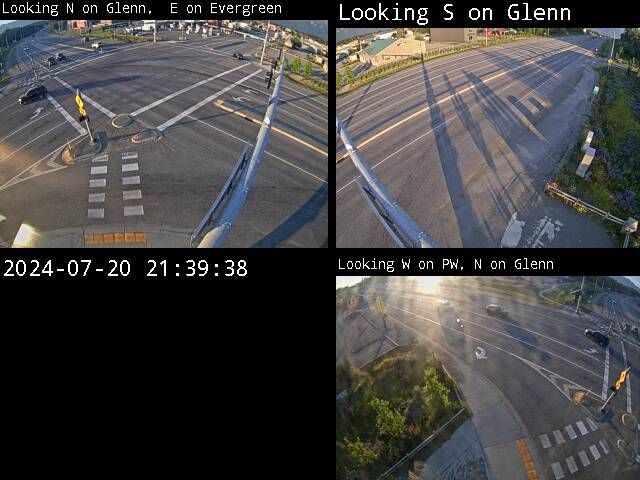 Looking N on Glenn, E on Evergreen
Looking S on Glenn
2024-07-20 21:39:38
Looking W on PW, N on Glenn